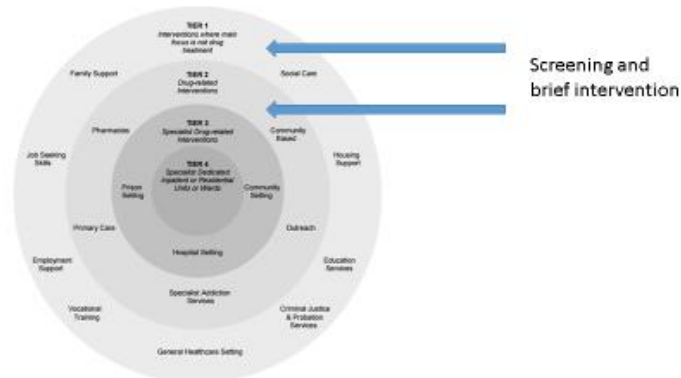 TIER 1
Interventions where main
focus is not drug
treatment
Family Support
Social Care
Screening and
brief intervention
TIER 2
Drug-related
Interventions
Pharmacies
Community
Based
TIER 3
Specialist Drug-related
Interventions
Job Seeking
Skills
Housing
Support
TIER 4
Specialist Dedicated
Inpatient or Residential
Units or Wards
Prison
Setting
Community
Setting
Primary Care
Outreach
Hospital Setting
Employment
Support
Education
Services
Specialist Addiction
Services
Vocational
Training
Criminal Justice
& Probation
Services
General Healthcare Setting